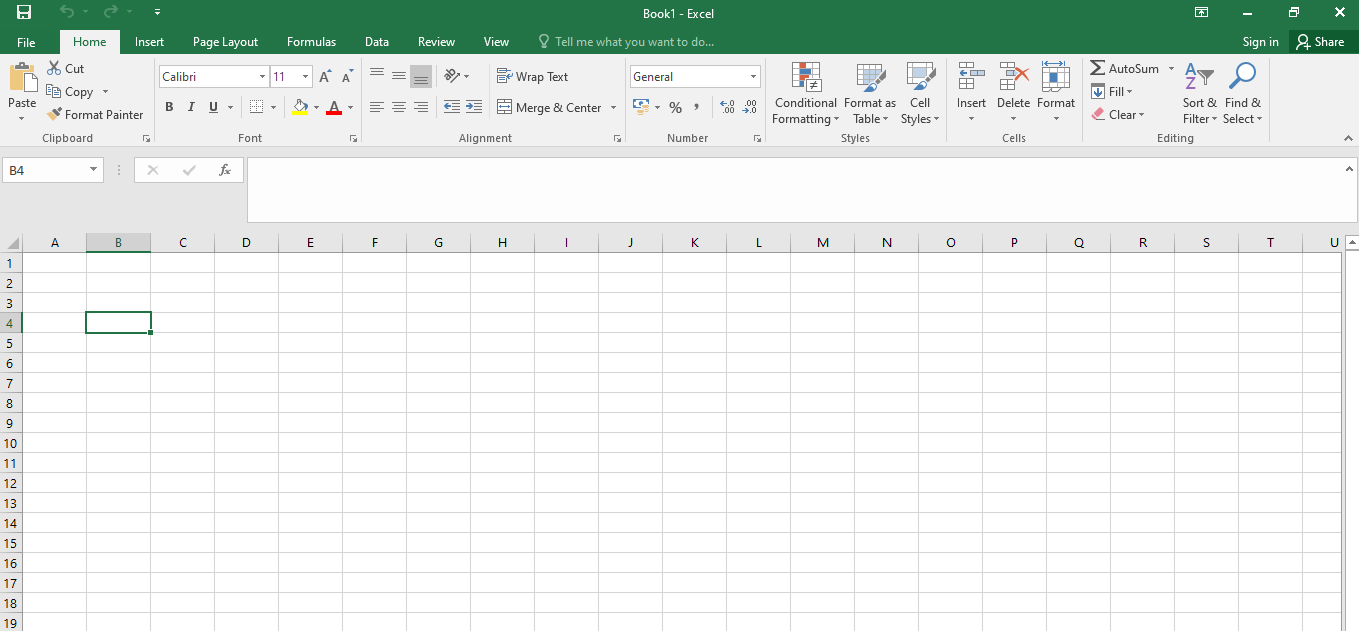 Book1 - Excel
File Home Insert Page Layout Formulas Data Review View Tell me what you want to do... Sign in Share
Paste
Cut
Copy
Format Painter
Clipboard
Calibri 11
B I U A
Font
Wrap Text
Merge & Center
Alignment
General
% ,
Number
Conditional
Formatting
Format as
Table
Cell
Styles
Styles
Insert
Delete
Format
Cells
AutoSum
Fill
Clear
Sort &
Filter
Find &
Select
Editing
B4 fx
A B C D E F G H I J K L M N O P Q R S T U
1
2
3
4
5
6
7
8
9
10
11
12
13
14
15
16
17
18
19